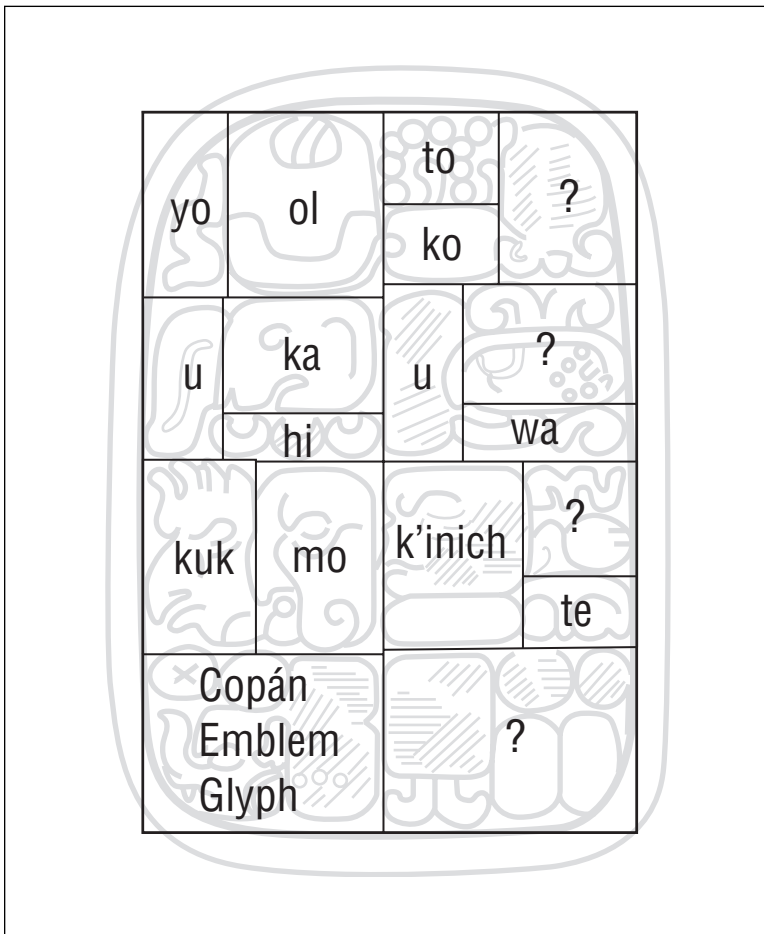 yo ol to ?
ko
u ka u ?
hi wa
kuk mo k'inich ?
te
Copán
Emblem ?
Glyph